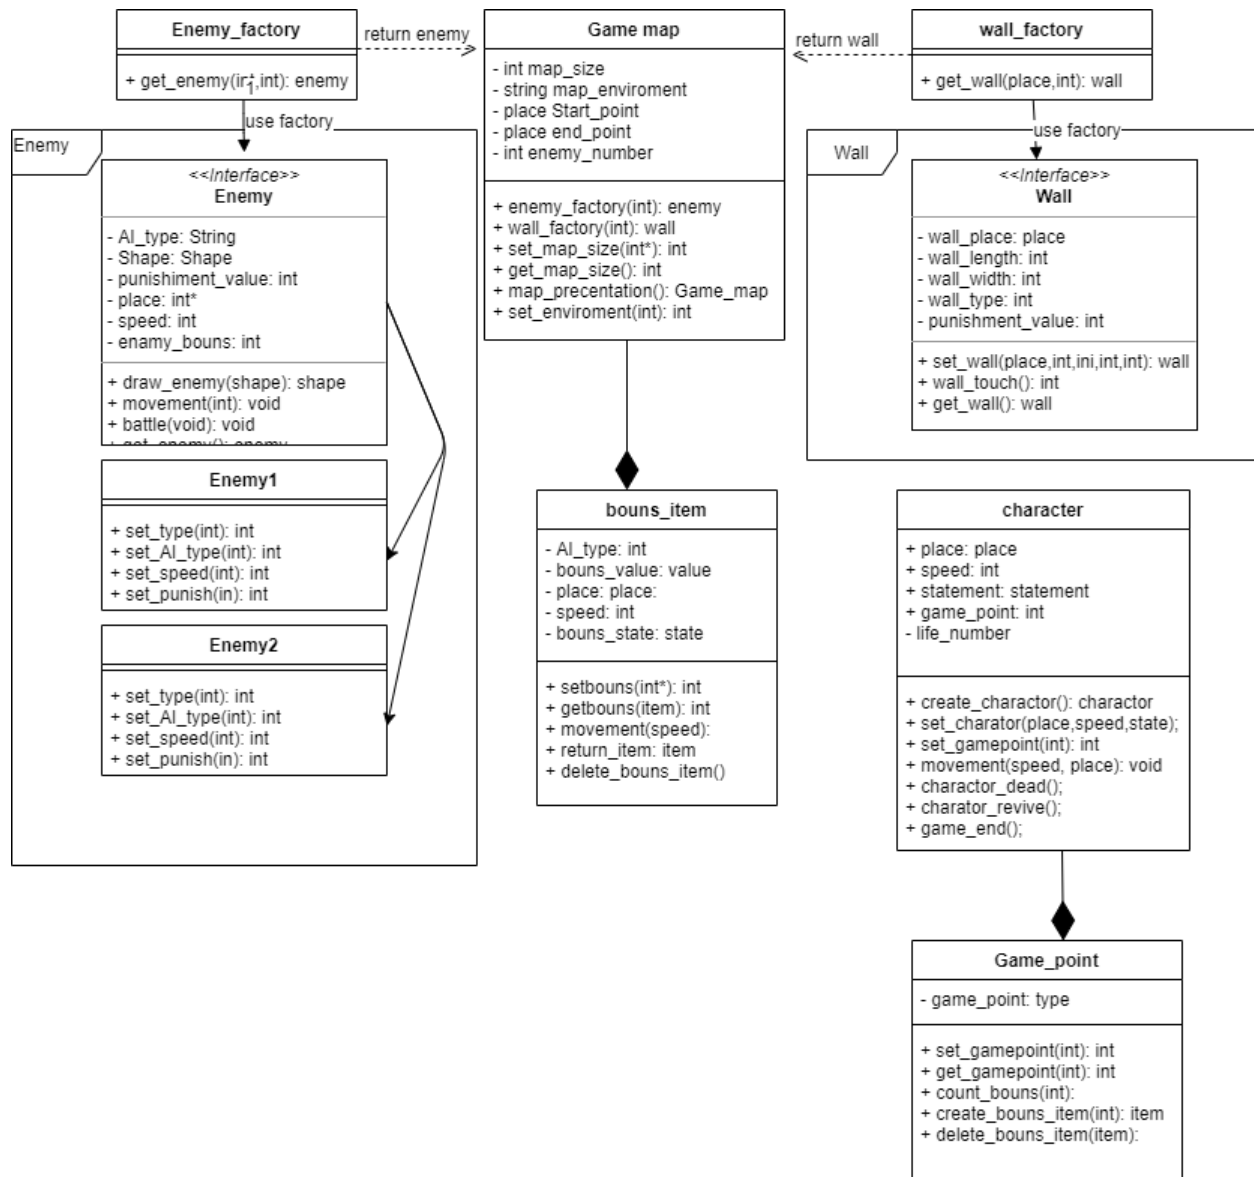 Enemy_factory
+ get_enemy(int,int): enemy
1
return enemy
use factory
Game map
- int map_size
- string map_enviroment
- place Start_point
- place end_point
- int enemy_number
+ enemy_factory(int): enemy
+ wall_factory(int): wall
+ set_map_size(int*): int
+ get_map_size(): int
+ map_precentation(): Game_map
+ set_enviroment(int): int
return wall
wall_factory
+ get_wall(place,int): wall
use factory
Enemy
<<Interface>>
Enemy
- AI_type: String
- Shape: Shape
- punishiment_value: int
- place: int*
- speed: int
- enamy_bouns: int
+ draw_enemy(shape): shape
+ movement(int): void
+ battle(void): void
+ get_enemy(): enemy
Enemy1
+ set_type(int): int
+ set_AI_type(int): int
+ set_speed(int): int
+ set_punish(in): int
Enemy2
+ set_type(int): int
+ set_AI_type(int): int
+ set_speed(int): int
+ set_punish(in): int
Wall
<<Interface>>
Wall
- wall_place: place
- wall_length: int
- wall_width: int
- wall_type: int
- punishment_value: int
+ set_wall(place,int,ini,int,int): wall
+ wall_touch(): int
+ get_wall(): wall
bouns_item
- AI_type: int
- bouns_value: value
- place: place:
- speed: int
- bouns_state: state
+ setbouns(int*): int
+ getbouns(item): int
+ movement(speed):
+ return_item: item
+ delete_bouns_item()
character
+ place: place
+ speed: int
+ statement: statement
+ game_point: int
- life_number
+ create_charactor(): charactor
+ set_charator(place,speed,state);
+ set_gamepoint(int): int
+ movement(speed, place): void
+ charactor_dead();
+ charator_revive();
+ game_end();
Game_point
- game_point: type
+ set_gamepoint(int): int
+ get_gamepoint(int): int
+ count_bouns(int):
+ create_bouns_item(int): item
+ delete_bouns_item(item):